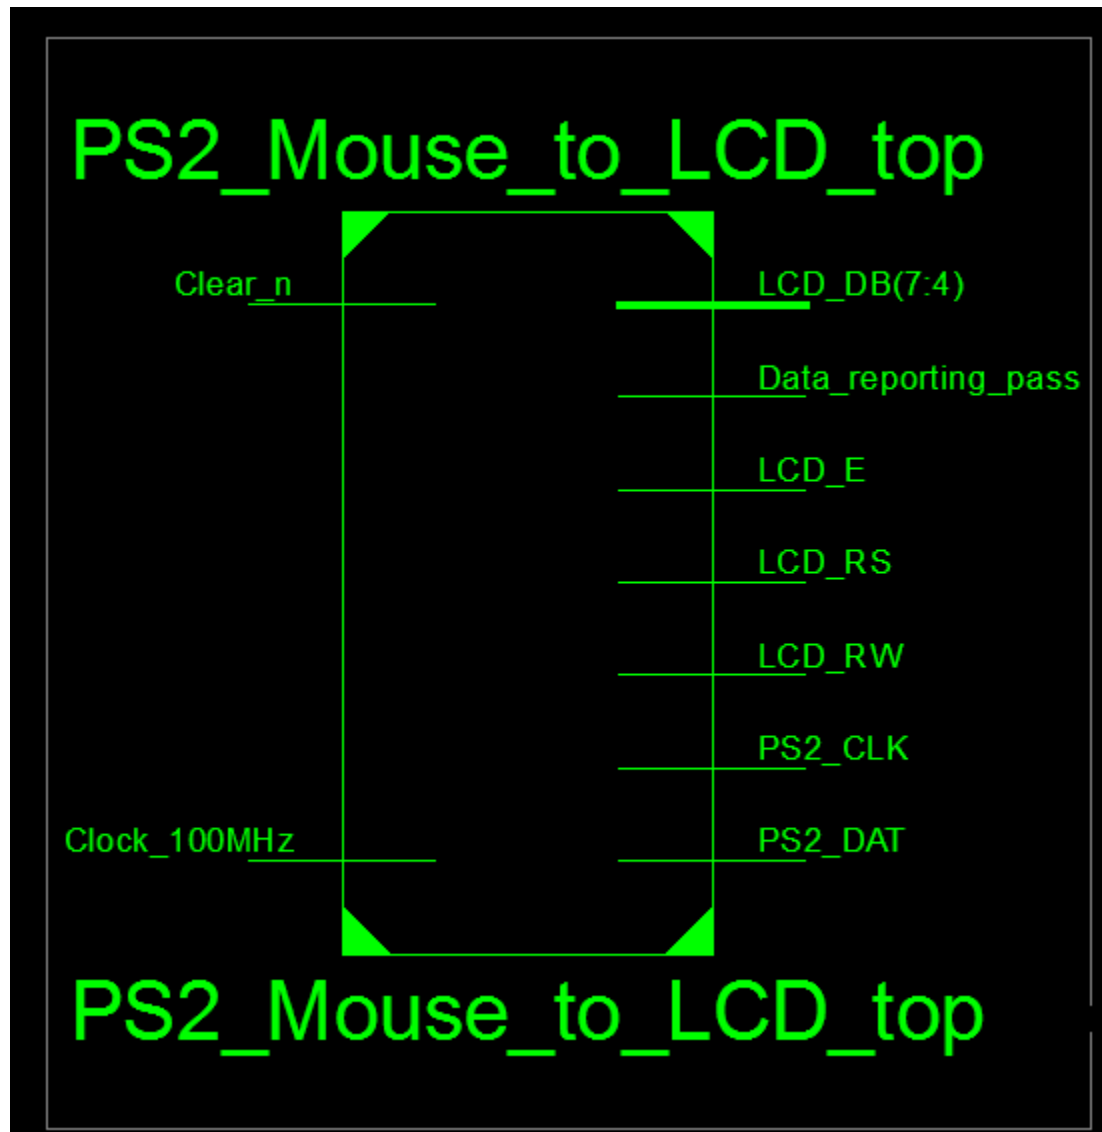 PS2_Mouse_to_LCD_top
Clear_n
LCD_DB(7:4)
Data_reporting_pass
LCD_E
LCD_RS
LCD_RW
PS2_CLK
Clock_100MHz
PS2_DAT
PS2_Mouse_to_LCD_top